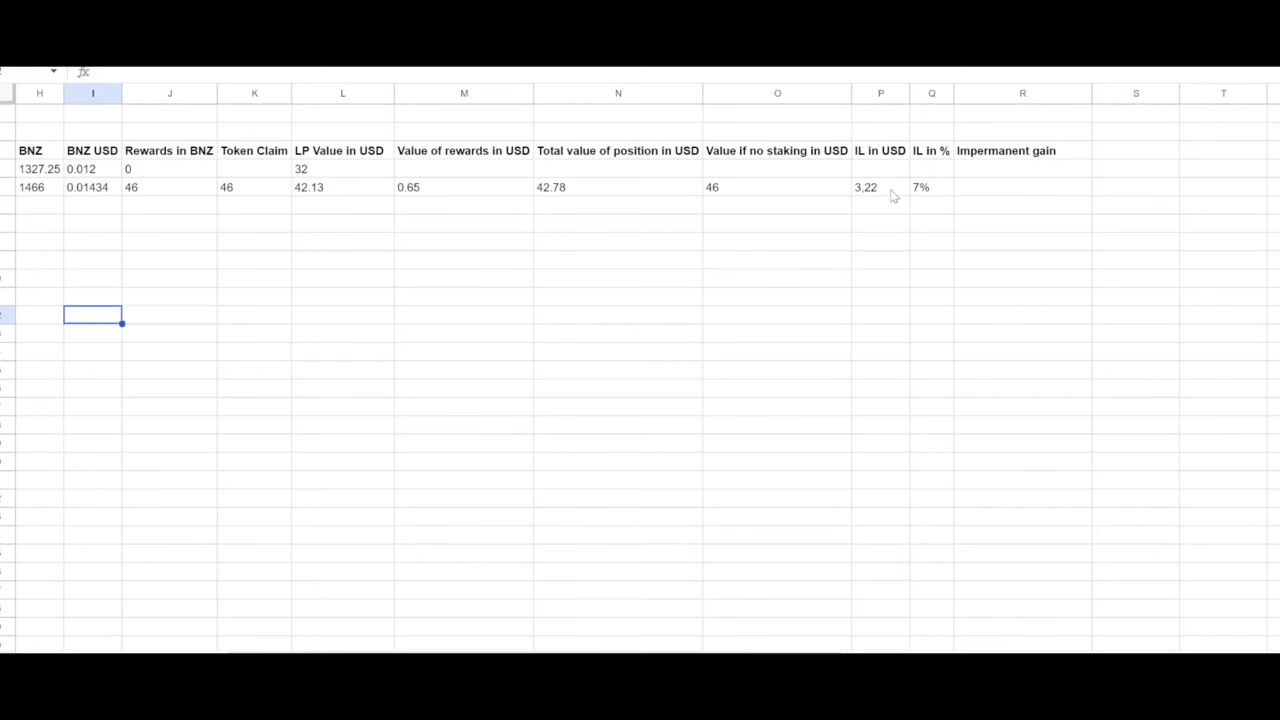 fx
H I J K L M N O P Q R S T
BNZ BNZ USD Rewards in BNZ Token Claim LP Value in USD Value of rewards in USD Total value of position in USD Value if no staking in USD IL in USD IL in % Impermanent gain
1327.25 0.012 0 32
1466 0.01434 46 46 42.13 0.65 42.78 46 3,22 7%